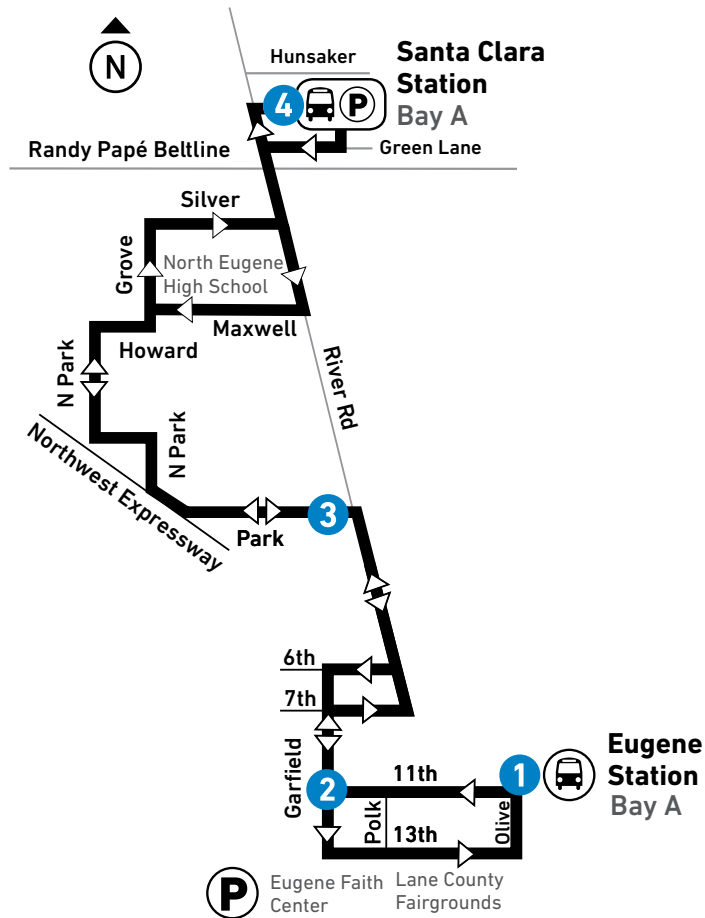 N
Hunsaker
Santa Clara
Station
Bay A
4
P
Green Lane
Randy Papé Beltline
Silver
Grove
North Eugene
High School
Maxwell
Howard
N Park
River Rd
N Park
Northwest Expressway
3
Park
6th
7th
Garfield
Eugene
Station
Bay A
1
2
11th
Polk
Olive
13th
P
Eugene Faith
Center
Lane County
Fairgrounds